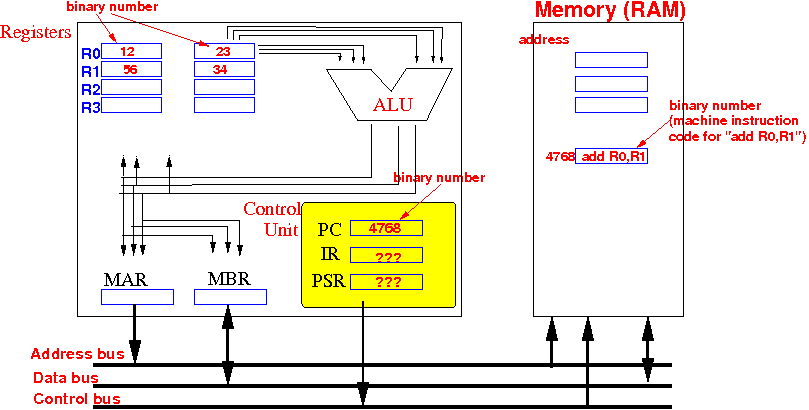 binary number
Memory (RAM)
Registers
address
R0 12 23
R1 56 34
R2
R3
ALU
binary number
(machine instruction
code for "add R0,R1")
4768 add R0,R1
binary number
Control
Unit
PC 4768
IR ???
PSR ???
MAR MBR
Address bus
Data bus
Control bus